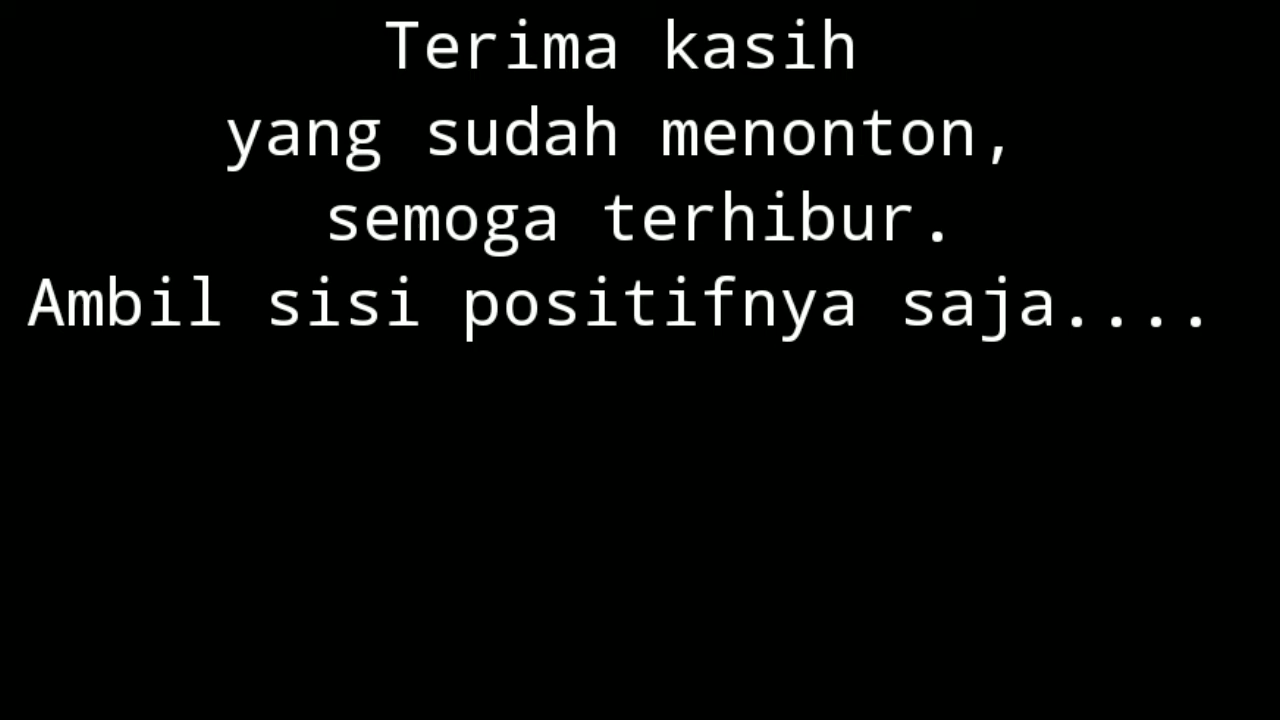 Terima kasih
yang sudah menonton,
semoga terhibur.
Ambil sisi positifnya saja....